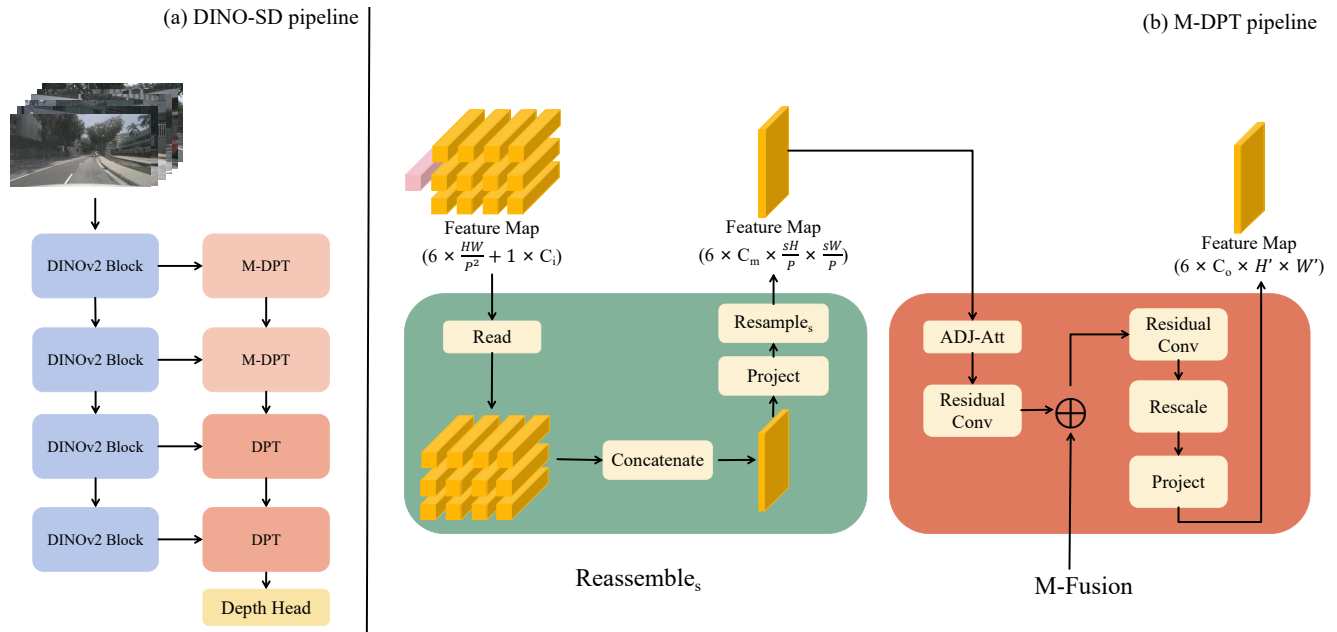 (a) DINO-SD pipeline
DINOv2 Block
M-DPT
DINOv2 Block
M-DPT
DINOv2 Block
DPT
DINOv2 Block
DPT
Depth Head
(b) M-DPT pipeline
Feature Map
(6 × HW/P² + 1 × Cᵢ)
Feature Map
(6 × Cₘ × sH/P × sW/P)
Feature Map
(6 × Cₒ × H' × W')
Read
Concatenate
Project
Resampleₛ
Reassembleₛ
ADJ-Att
Residual
Conv
Residual
Conv
Rescale
Project
M-Fusion